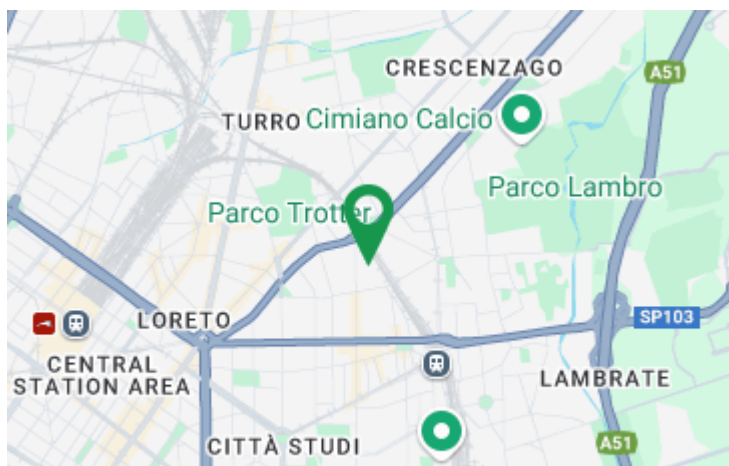 CRESCENZAGO
A51
TURRO
Cimiano Calcio
Parco Lambro
Parco Trotter
SP103
LORETO
CENTRAL
STATION AREA
LAMBRATE
CITTÀ STUDI
A51